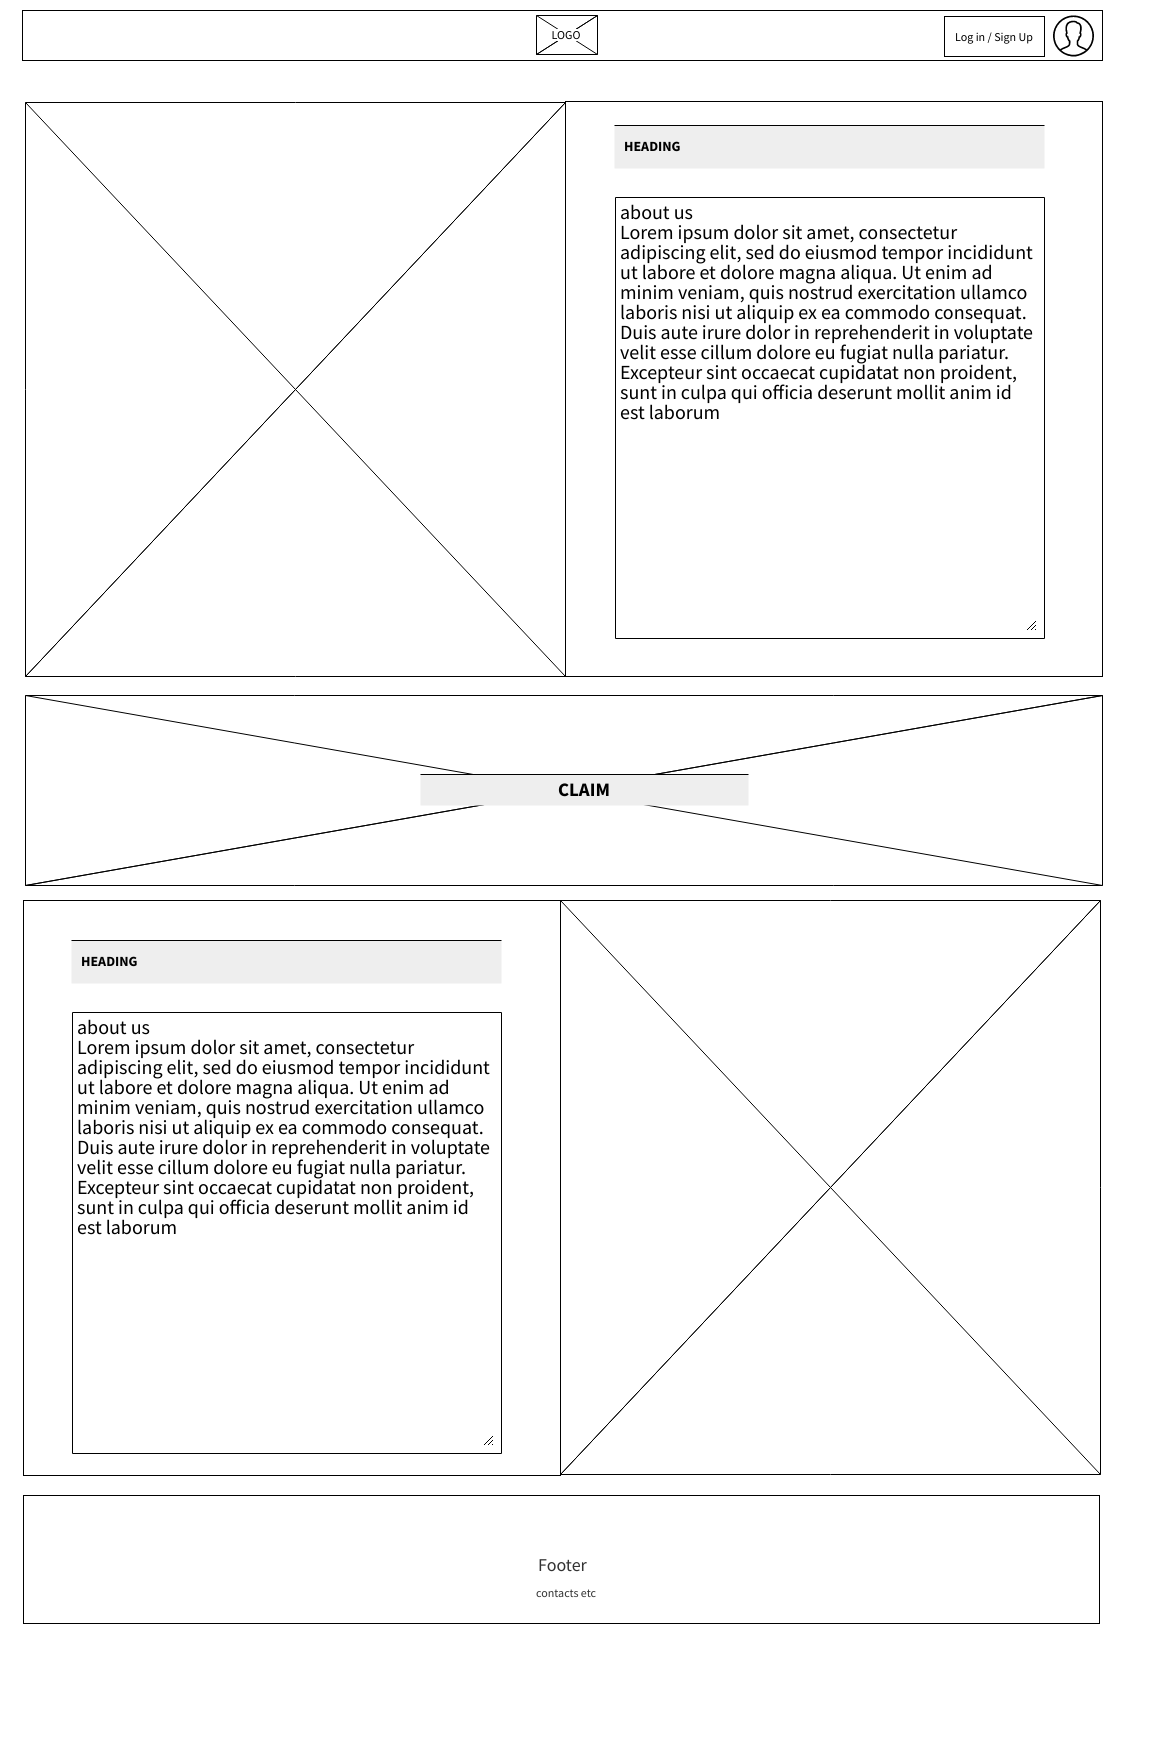 LOGO
Log in / Sign Up
HEADING
about us
Lorem ipsum dolor sit amet, consectetur
adipiscing elit, sed do eiusmod tempor incididunt
ut labore et dolore magna aliqua. Ut enim ad
minim veniam, quis nostrud exercitation ullamco
laboris nisi ut aliquip ex ea commodo consequat.
Duis aute irure dolor in reprehenderit in voluptate
velit esse cillum dolore eu fugiat nulla pariatur.
Excepteur sint occaecat cupidatat non proident,
sunt in culpa qui officia deserunt mollit anim id
est laborum
CLAIM
HEADING
about us
Lorem ipsum dolor sit amet, consectetur
adipiscing elit, sed do eiusmod tempor incididunt
ut labore et dolore magna aliqua. Ut enim ad
minim veniam, quis nostrud exercitation ullamco
laboris nisi ut aliquip ex ea commodo consequat.
Duis aute irure dolor in reprehenderit in voluptate
velit esse cillum dolore eu fugiat nulla pariatur.
Excepteur sint occaecat cupidatat non proident,
sunt in culpa qui officia deserunt mollit anim id
est laborum
Footer
contacts etc